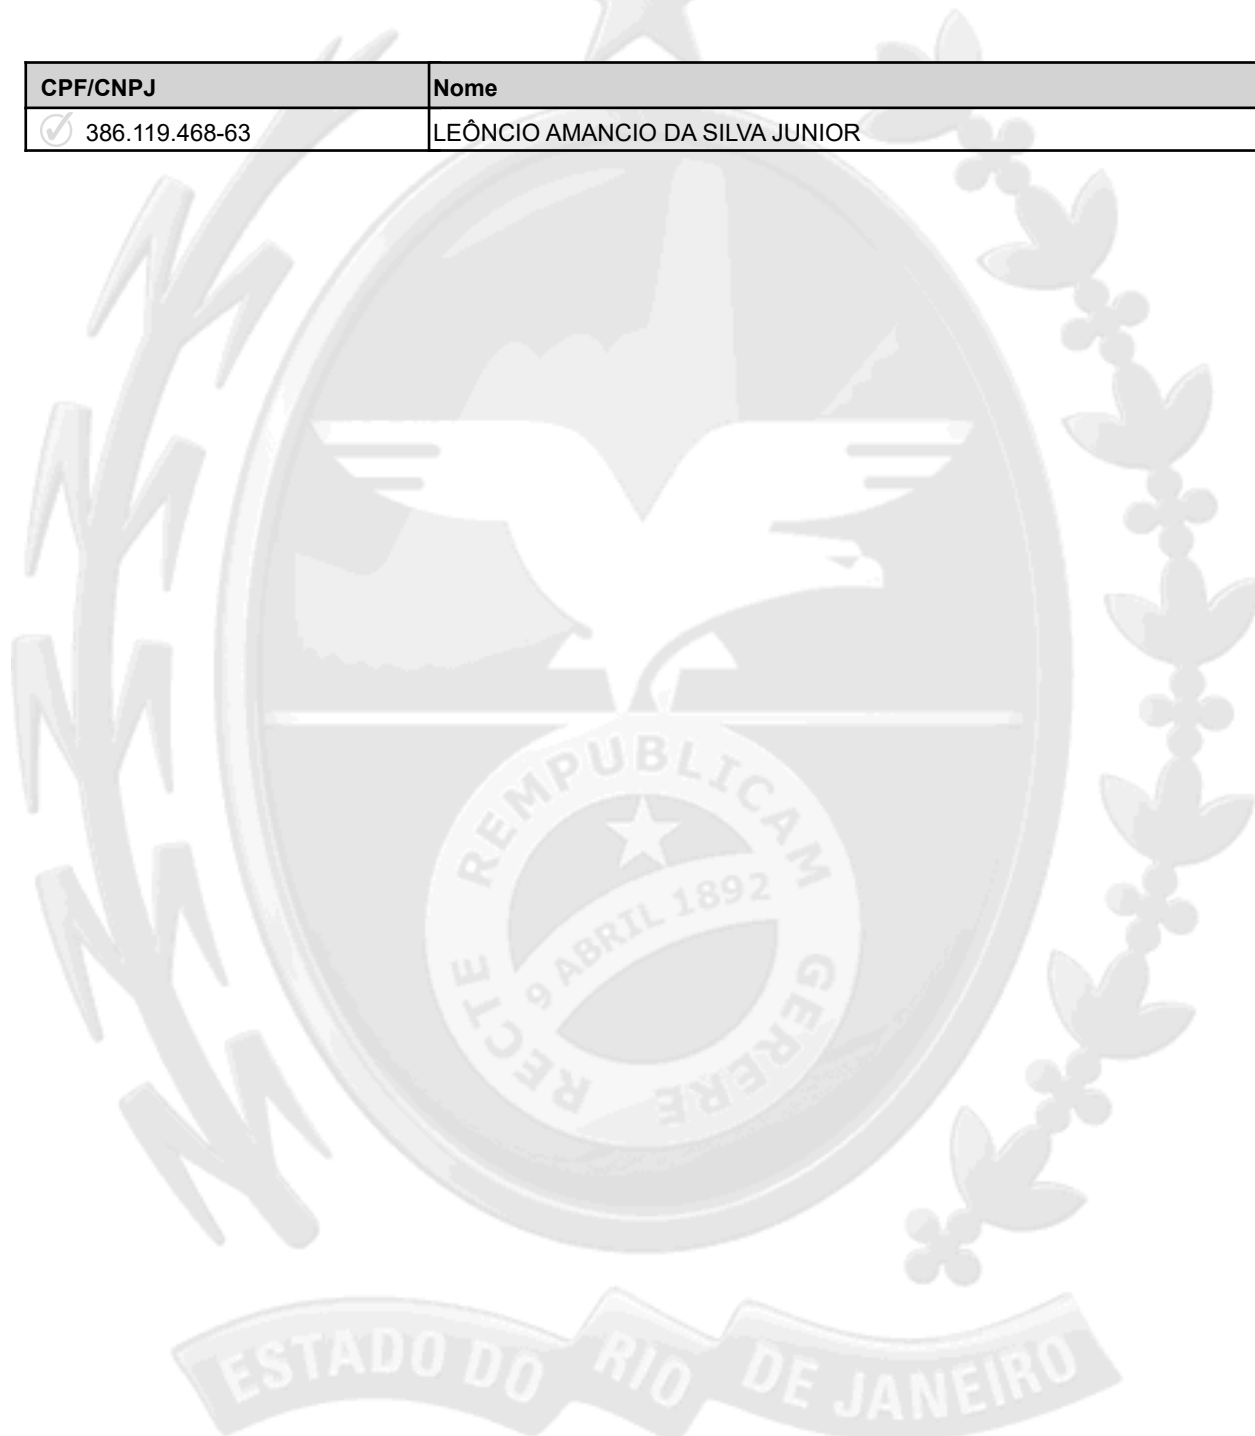 CPF/CNPJ Nome
386.119.468-63 LEÔNCIO AMANCIO DA SILVA JUNIOR
RECTE REMPUBLICAM GERERE
9 ABRIL 1892
ESTADO DO RIO DE JANEIRO